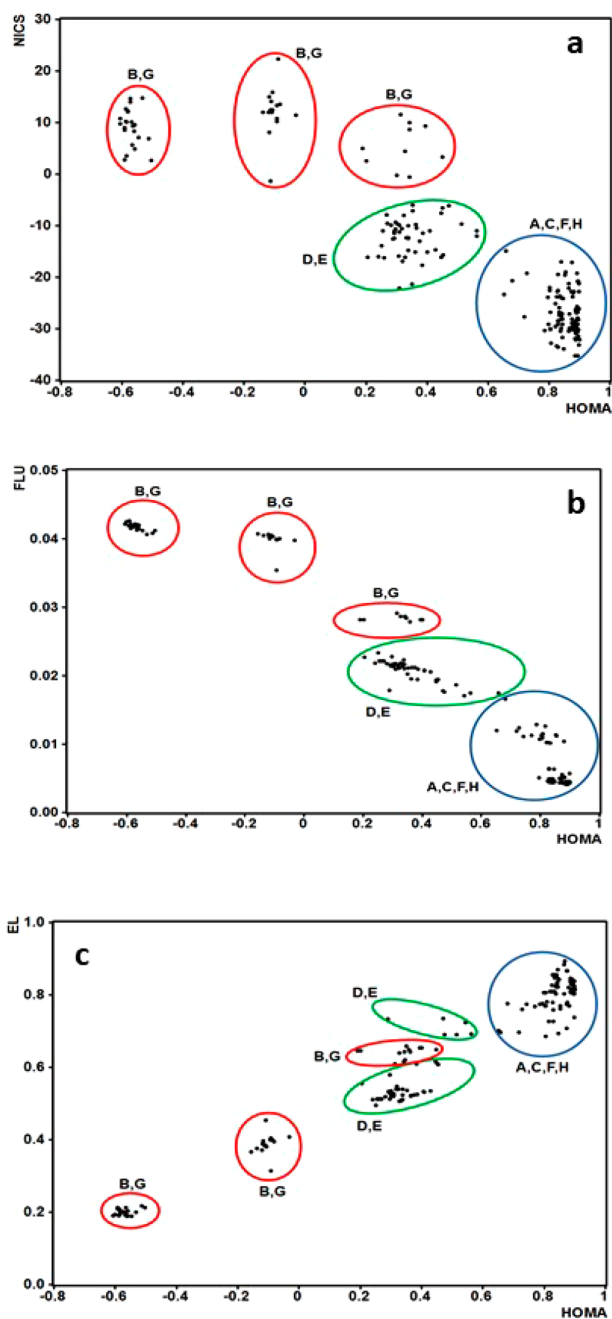 NICS
30
20
10
0
-10
-20
-30
-40
a
B,G
B,G
B,G
D,E
A,C,F,H
-0.8
-0.6
-0.4
-0.2
0
0.2
0.4
0.6
0.8
1
HOMA
FLU
0.05
0.04
0.03
0.02
0.01
0.00
b
B,G
B,G
B,G
D,E
A,C,F,H
-0.8
-0.6
-0.4
-0.2
0
0.2
0.4
0.6
0.8
1
HOMA
EL
1.0
0.8
0.6
0.4
0.2
0.0
c
D,E
B,G
A,C,F,H
D,E
B,G
B,G
-0.8
-0.6
-0.4
-0.2
0
0.2
0.4
0.6
0.8
1
HOMA